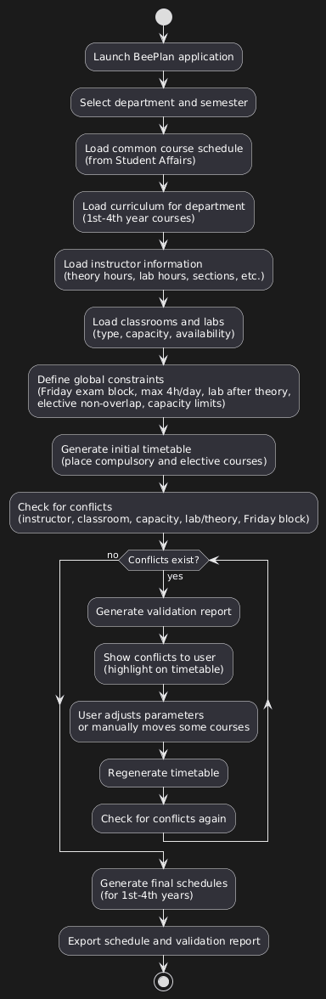 Launch BeePlan application
Select department and semester
Load common course schedule
(from Student Affairs)
Load curriculum for department
(1st-4th year courses)
Load instructor information
(theory hours, lab hours, sections, etc.)
Load classrooms and labs
(type, capacity, availability)
Define global constraints
(Friday exam block, max 4h/day, lab after theory,
elective non-overlap, capacity limits)
Generate initial timetable
(place compulsory and elective courses)
Check for conflicts
(instructor, classroom, capacity, lab/theory, Friday block)
no
Conflicts exist?
yes
Generate validation report
Show conflicts to user
(highlight on timetable)
User adjusts parameters
or manually moves some courses
Regenerate timetable
Check for conflicts again
Generate final schedules
(for 1st-4th years)
Export schedule and validation report